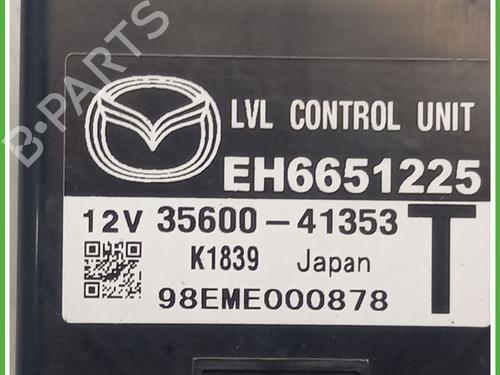 B-PARTS
LVL CONTROL UNIT
EH6651225
12V 35600-41353 T
K1839 Japan
98EME000878